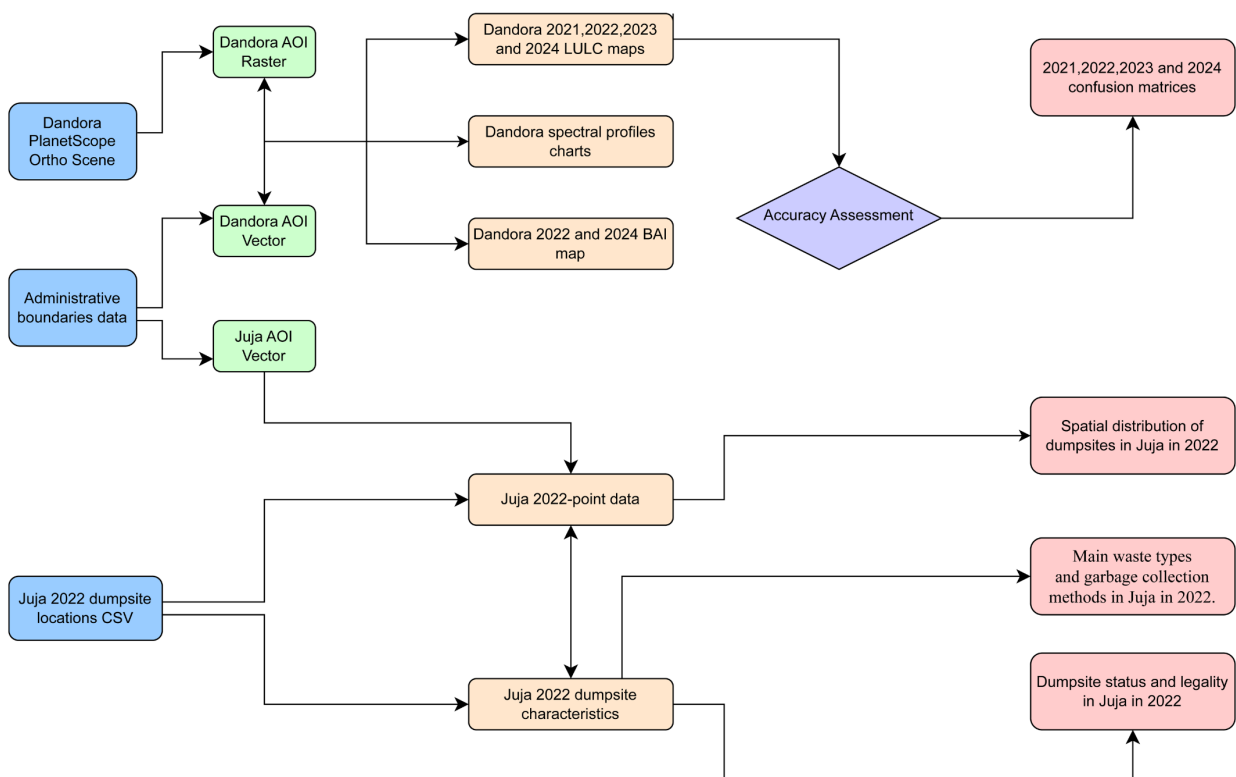 Dandora AOI
Raster
Dandora 2021,2022,2023
and 2024 LULC maps
2021,2022,2023 and 2024
confusion matrices
Dandora
PlanetScope
Ortho Scene
Dandora spectral profiles
charts
Accuracy Assessment
Dandora AOI
Vector
Dandora 2022 and 2024 BAI
map
Administrative
boundaries data
Juja AOI
Vector
Spatial distribution of
dumpsites in Juja in 2022
Juja 2022-point data
Main waste types
and garbage collection
methods in Juja in 2022.
Juja 2022 dumpsite
locations CSV
Juja 2022 dumpsite
characteristics
Dumpsite status and legality
in Juja in 2022